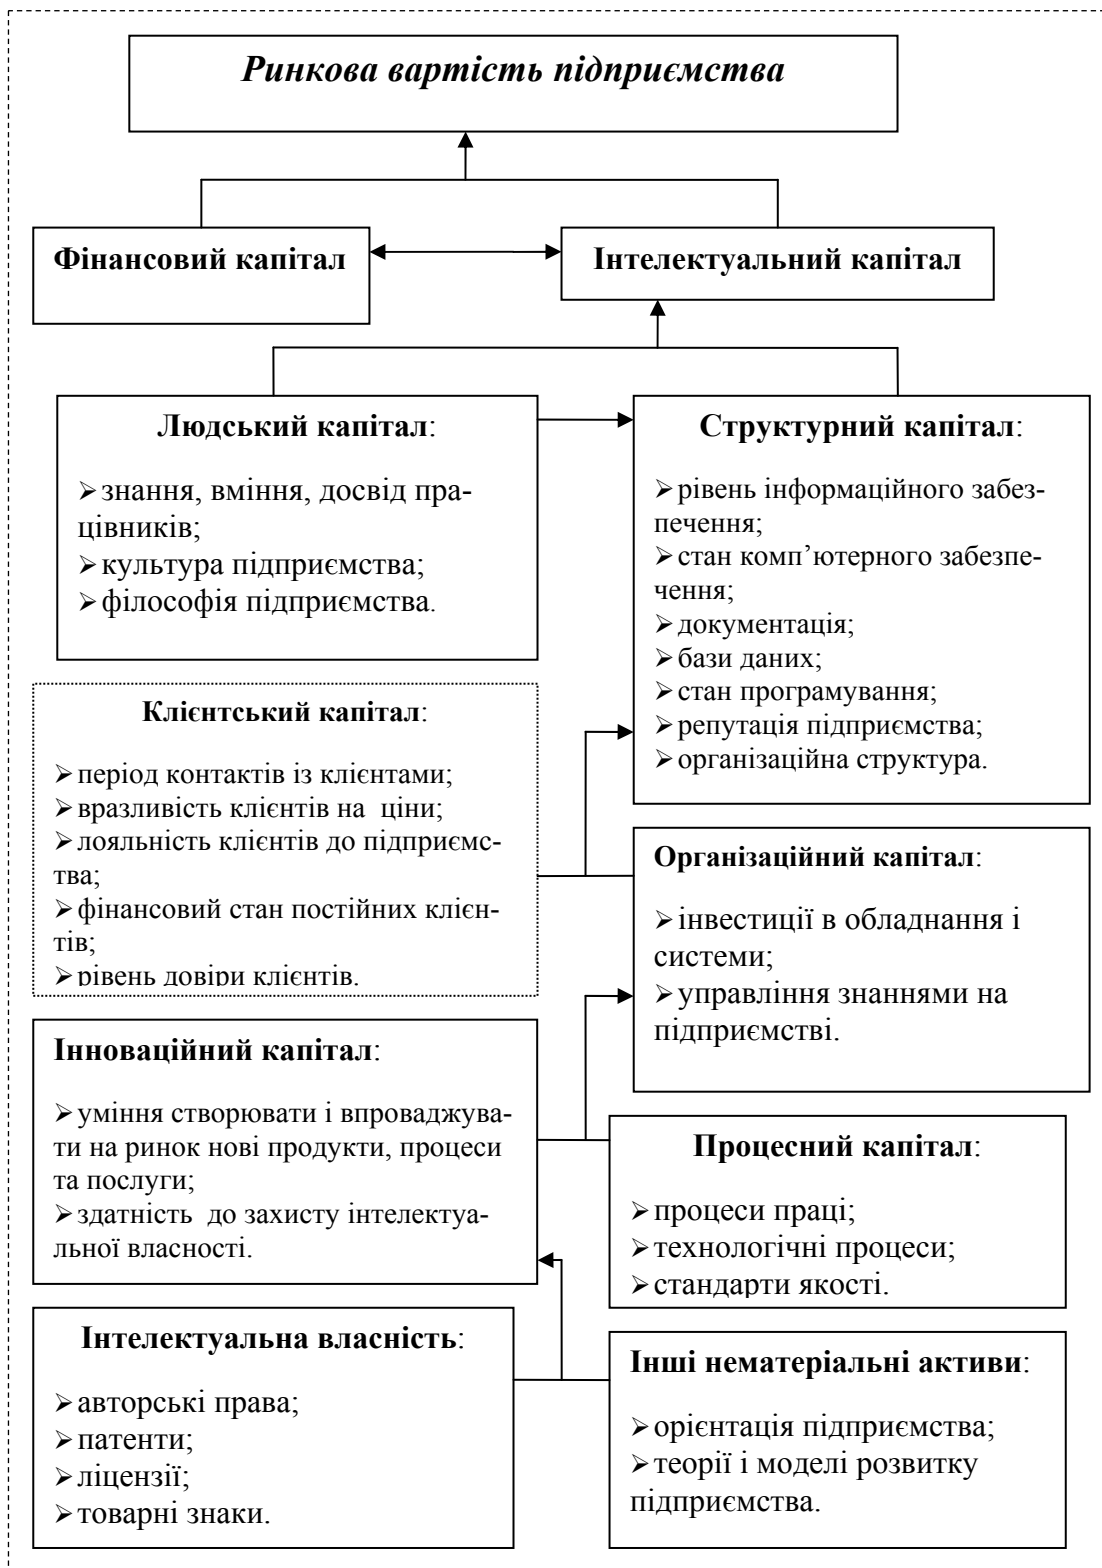 Ринкова вартість підприємства
Фінансовий капітал
Інтелектуальний капітал
Людський капітал:
➢знання, вміння, досвід пра-
цівників;
➢культура підприємства;
➢філософія підприємства.
Структурний капітал:
➢рівень інформаційного забез-
печення;
➢стан комп’ютерного забезпе-
чення;
➢документація;
➢бази даних;
➢стан програмування;
➢репутація підприємства;
➢організаційна структура.
Клієнтський капітал:
➢період контактів із клієнтами;
➢вразливість клієнтів на ціни;
➢лояльність клієнтів до підприємс-
тва;
➢фінансовий стан постійних клієн-
тів;
➢рівень довіри клієнтів.
Організаційний капітал:
➢інвестиції в обладнання і
системи;
➢управління знаннями на
підприємстві.
Інноваційний капітал:
➢уміння створювати і впроваджува-
ти на ринок нові продукти, процеси
та послуги;
➢здатність до захисту інтелектуа-
льної власності.
Процесний капітал:
➢процеси праці;
➢технологічні процеси;
➢стандарти якості.
Інтелектуальна власність:
➢авторські права;
➢патенти;
➢ліцензії;
➢товарні знаки.
Інші нематеріальні активи:
➢орієнтація підприємства;
➢теорії і моделі розвитку
підприємства.